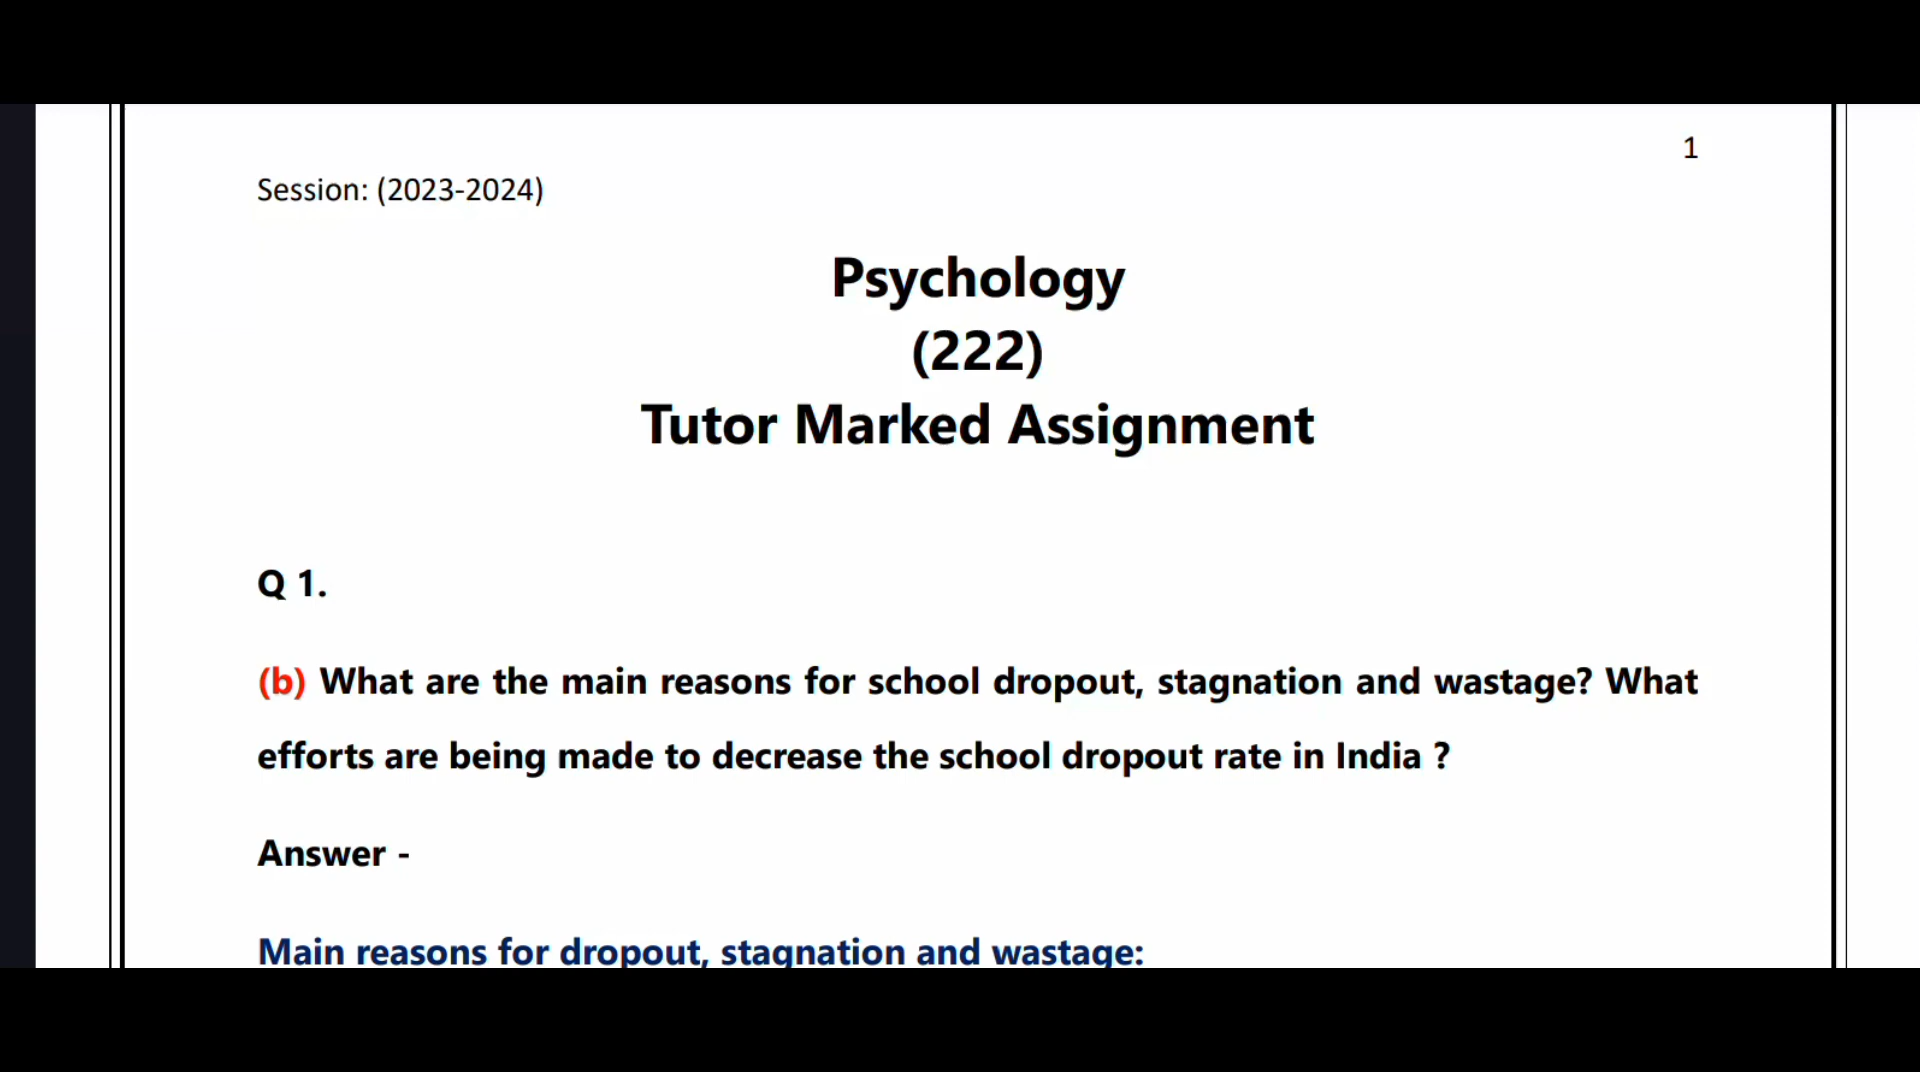 1
Session: (2023-2024)
Psychology
(222)
Tutor Marked Assignment
Q 1.
(b) What are the main reasons for school dropout, stagnation and wastage? What
efforts are being made to decrease the school dropout rate in India ?
Answer -
Main reasons for dropout, stagnation and wastage: